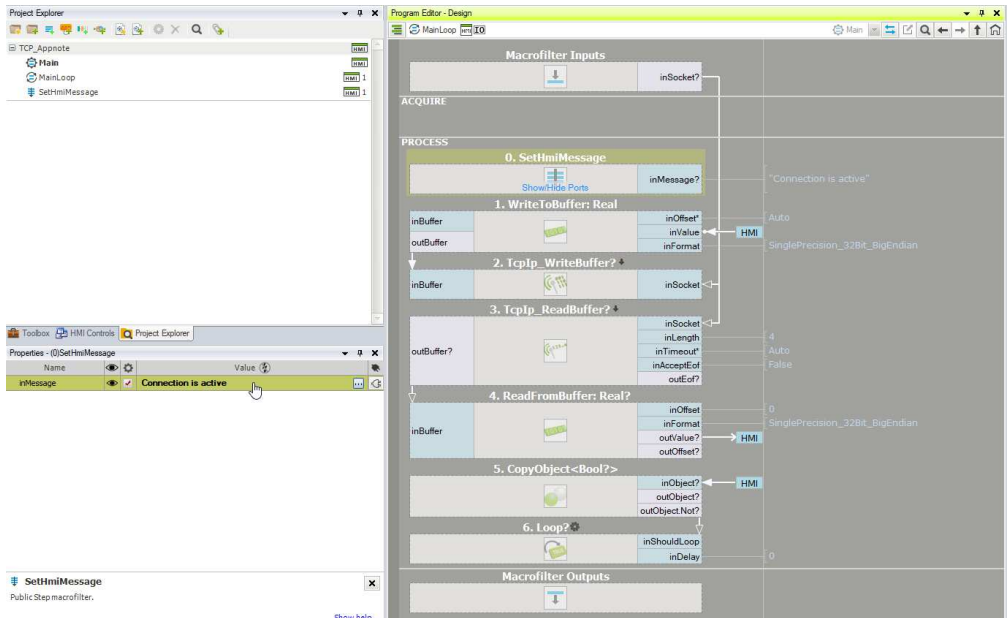 Project Explorer
TCP_Appnote
HMI
Main
HMI
MainLoop
HMI 1
SetHmiMessage
HMI 1
Toolbox HMI Controls Project Explorer
Properties - (0)SetHmiMessage
Name Value
inMessage Connection is active ...
SetHmiMessage
Public Step macrofilter.
Show help
Program Editor - Design
MainLoop HMI IO Main
Macrofilter Inputs
inSocket?
ACQUIRE
PROCESS
0. SetHmiMessage
Show/Hide Ports
inMessage? "Connection is active"
1. WriteToBuffer: Real
inBuffer
outBuffer
inOffset* Auto
inValue HMI
inFormat SinglePrecision_32Bit_BigEndian
2. TcpIp_WriteBuffer?
inBuffer inSocket
3. TcpIp_ReadBuffer?
outBuffer?
inSocket
inLength 4
inTimeout* Auto
inAcceptEof False
outEof?
4. ReadFromBuffer: Real?
inBuffer
inOffset 0
inFormat SinglePrecision_32Bit_BigEndian
outValue? HMI
outOffset?
5. CopyObject<Bool?>
inObject? HMI
outObject?
outObject.Not?
6. Loop?
inShouldLoop
inDelay 0
Macrofilter Outputs